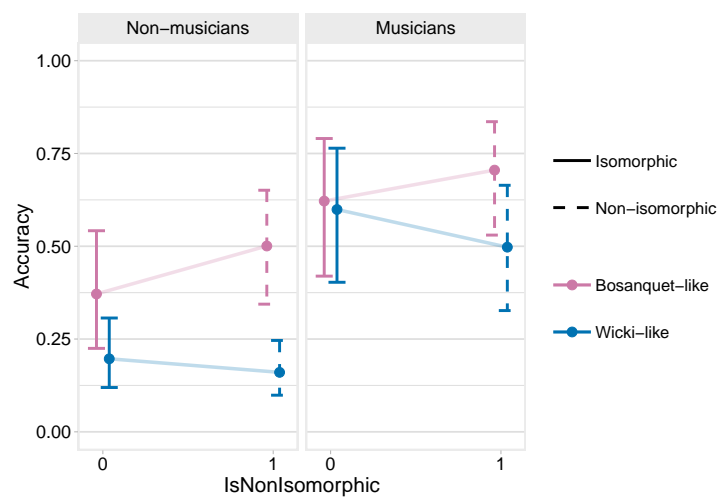 Non−musicians
Musicians
1.00
0.75
0.50
0.25
0.00
Accuracy
0
1
0
1
IsNonIsomorphic
Isomorphic
Non−isomorphic
Bosanquet−like
Wicki−like